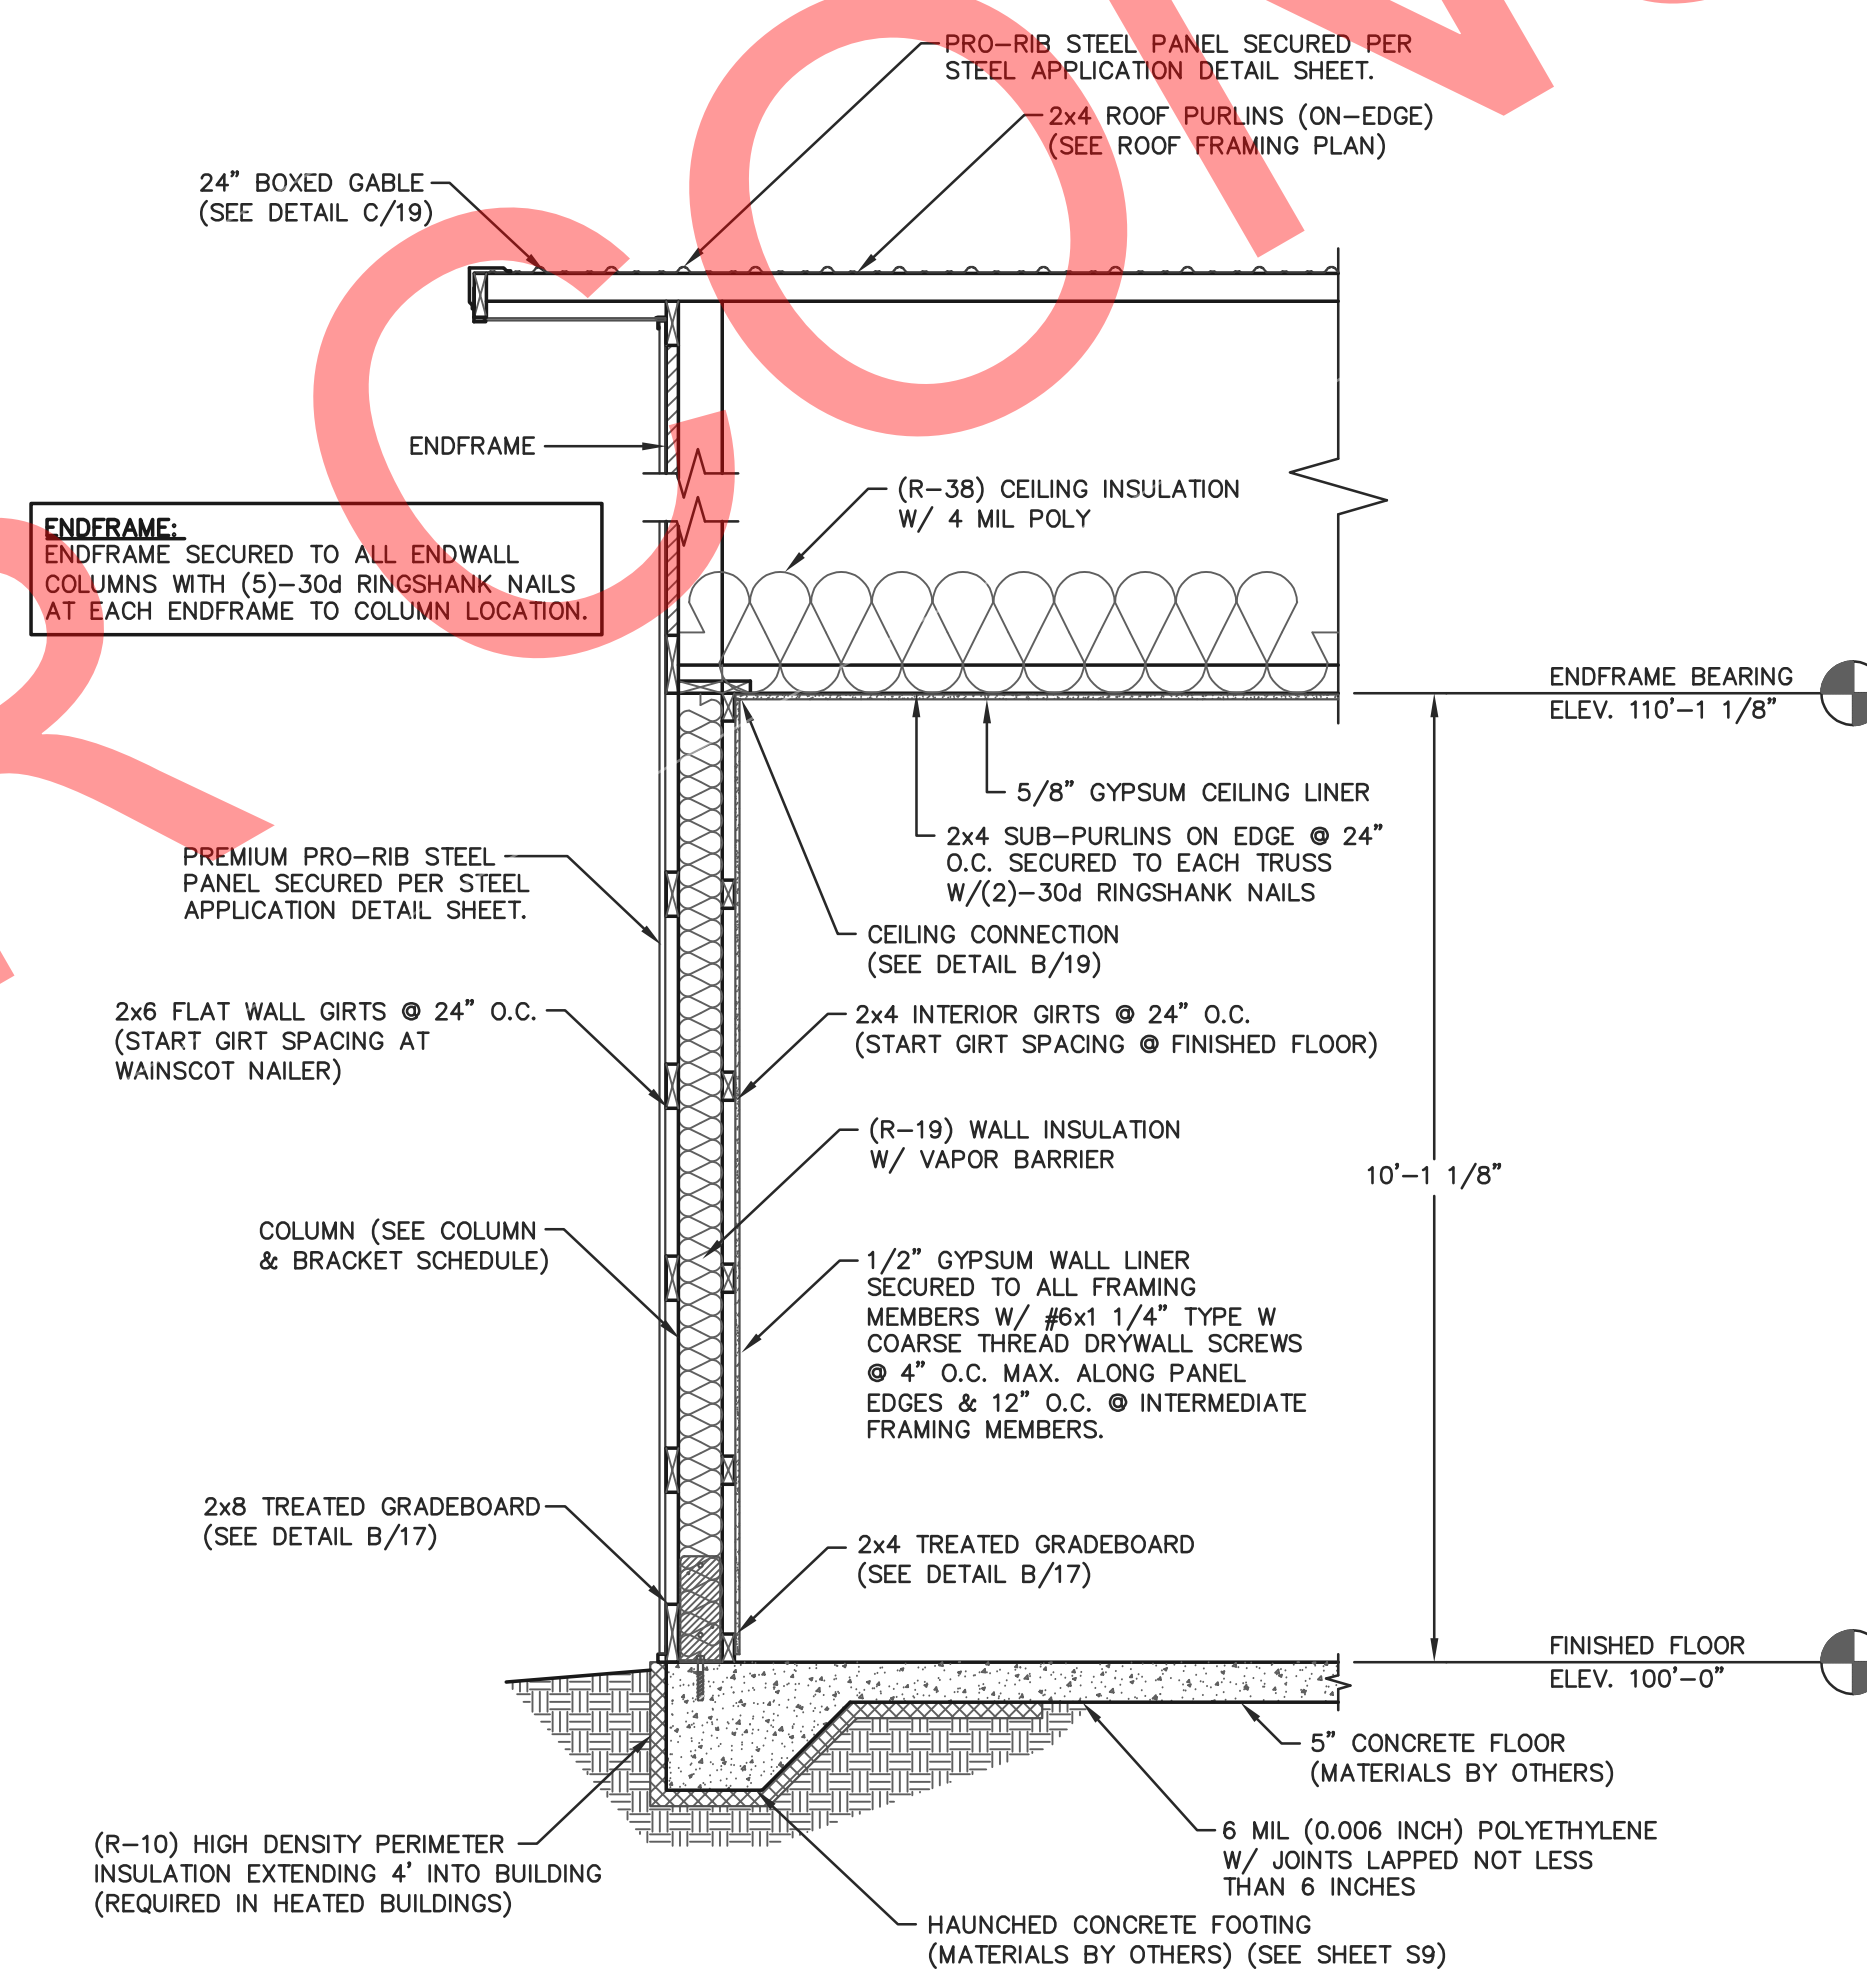 PRO-RIB STEEL PANEL SECURED PER
STEEL APPLICATION DETAIL SHEET.
2x4 ROOF PURLINS (ON-EDGE)
(SEE ROOF FRAMING PLAN)
24" BOXED GABLE
(SEE DETAIL C/19)
ENDFRAME
(R-38) CEILING INSULATION
W/ 4 MIL POLY
ENDFRAME:
ENDFRAME SECURED TO ALL ENDWALL
COLUMNS WITH (5)-30d RINGSHANK NAILS
AT EACH ENDFRAME TO COLUMN LOCATION.
ENDFRAME BEARING
ELEV. 110'-1 1/8"
5/8" GYPSUM CEILING LINER
2x4 SUB-PURLINS ON EDGE @ 24"
O.C. SECURED TO EACH TRUSS
W/(2)-30d RINGSHANK NAILS
PREMIUM PRO-RIB STEEL
PANEL SECURED PER STEEL
APPLICATION DETAIL SHEET.
CEILING CONNECTION
(SEE DETAIL B/19)
2x6 FLAT WALL GIRTS @ 24" O.C.
(START GIRT SPACING AT
WAINSCOT NAILER)
2x4 INTERIOR GIRTS @ 24" O.C.
(START GIRT SPACING @ FINISHED FLOOR)
(R-19) WALL INSULATION
W/ VAPOR BARRIER
10'-1 1/8"
COLUMN (SEE COLUMN
& BRACKET SCHEDULE)
1/2" GYPSUM WALL LINER
SECURED TO ALL FRAMING
MEMBERS W/ #6x1 1/4" TYPE W
COARSE THREAD DRYWALL SCREWS
@ 4" O.C. MAX. ALONG PANEL
EDGES & 12" O.C. @ INTERMEDIATE
FRAMING MEMBERS.
2x8 TREATED GRADEBOARD
(SEE DETAIL B/17)
2x4 TREATED GRADEBOARD
(SEE DETAIL B/17)
FINISHED FLOOR
ELEV. 100'-0"
5" CONCRETE FLOOR
(MATERIALS BY OTHERS)
(R-10) HIGH DENSITY PERIMETER
INSULATION EXTENDING 4' INTO BUILDING
(REQUIRED IN HEATED BUILDINGS)
6 MIL (0.006 INCH) POLYETHYLENE
W/ JOINTS LAPPED NOT LESS
THAN 6 INCHES
HAUNCHED CONCRETE FOOTING
(MATERIALS BY OTHERS) (SEE SHEET S9)
R CON